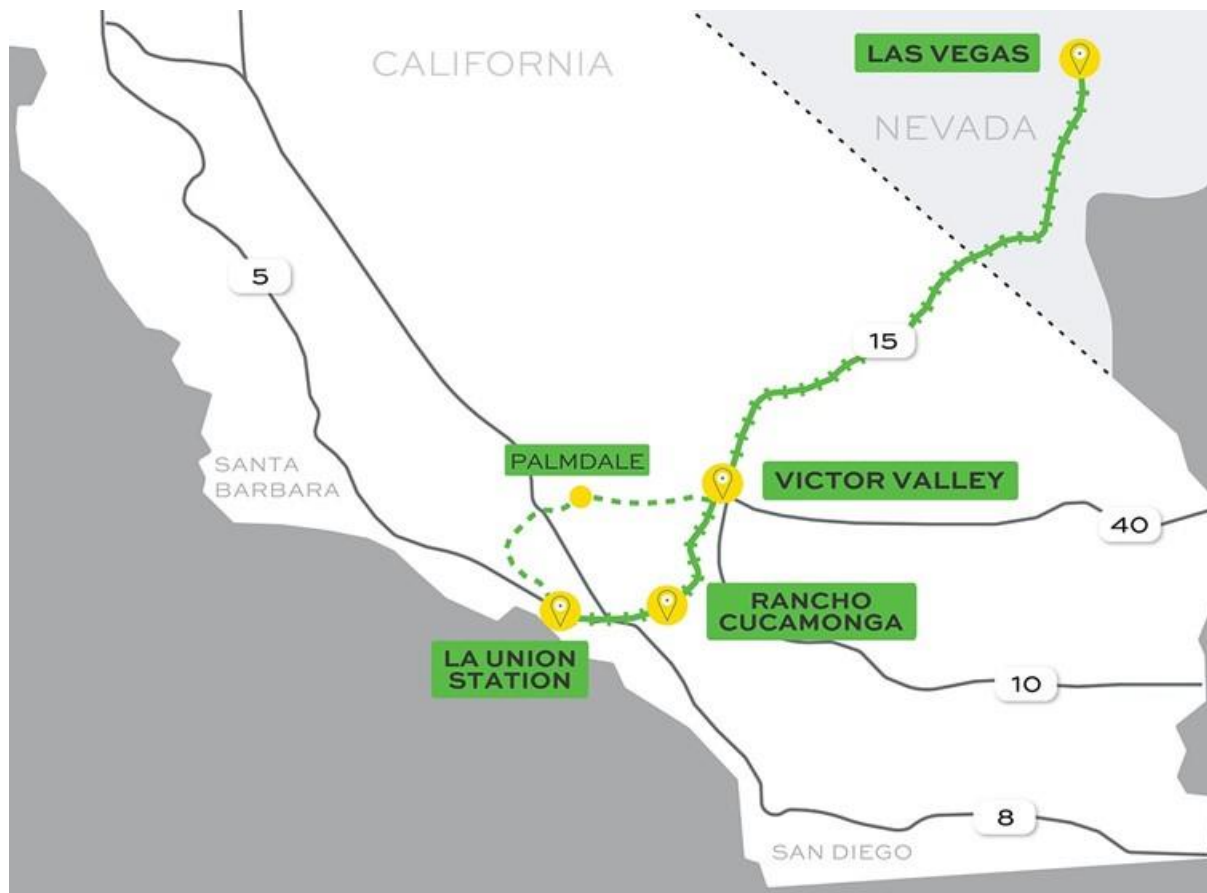 CALIFORNIA
LAS VEGAS
NEVADA
5
15
SANTA
BARBARA
PALMDALE
VICTOR VALLEY
40
RANCHO
CUCAMONGA
LA UNION
STATION
10
8
SAN DIEGO